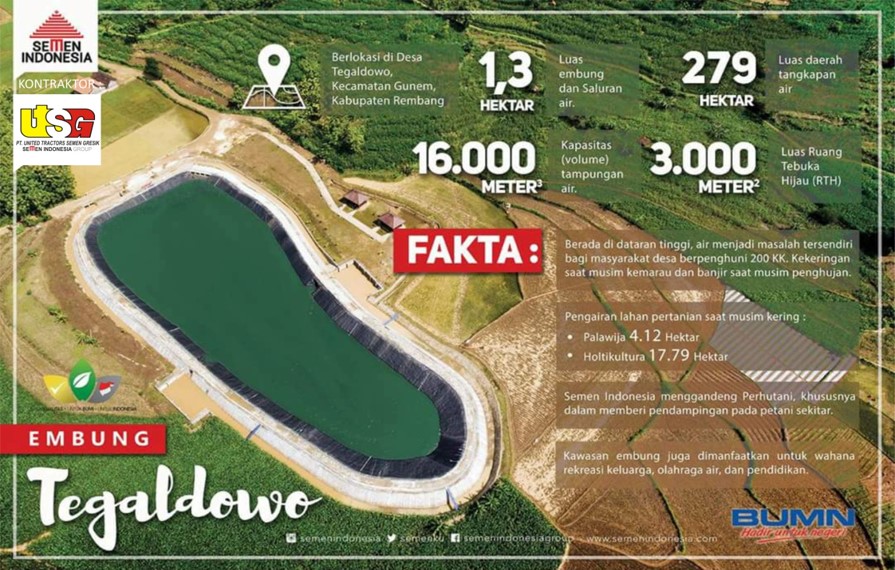 SEMEN
INDONESIA
KONTRAKTOR
UTSG
PT. UNITED TRACTORS SEMEN GRESIK
SEMEN INDONESIA GROUP
Berlokasi di Desa
Tegaldowo,
Kecamatan Gunem,
Kabupaten Rembang
1,3
HEKTAR
Luas
embung
dan Saluran
air.
279
HEKTAR
Luas daerah
tangkapan
air
16.000
METER³
Kapasitas
(volume)
tampungan
air.
3
3.000
METER²
Luas Ruang
Tebuka
Hijau (RTH)
FAKTA :
Berada di dataran tinggi, air menjadi masalah tersendiri
bagi masyarakat desa berpenghuni 200 KK. Kekeringan
saat musim kemarau dan banjir saat musim penghujan.
Pengairan lahan pertanian saat musim kering :
• Palawija 4.12 Hektar
• Holtikultura 17.79 Hektar
Semen Indonesia menggandeng Perhutani, khususnya
dalam memberi pendampingan pada petani sekitar.
Kawasan embung juga dimanfaatkan untuk wahana
rekreasi keluarga, olahraga air, dan pendidikan.
EMBUNG
Tegaldowo
semenindonesia semenku semenindonesiagroup www.semenindonesia.com
BUMN
Hadir untuk negeri